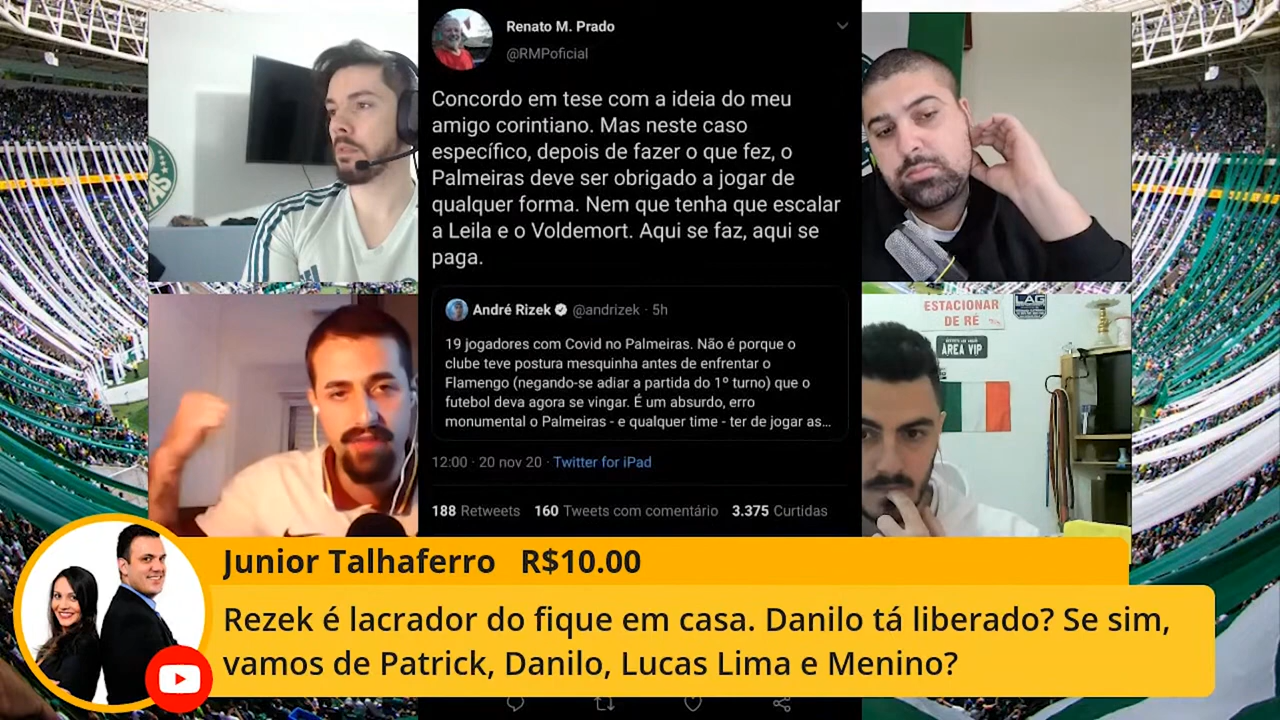 Renato M. Prado
@RMPoficial
Concordo em tese com a ideia do meu
amigo corintiano. Mas neste caso
específico, depois de fazer o que fez, o
Palmeiras deve ser obrigado a jogar de
qualquer forma. Nem que tenha que escalar
a Leila e o Voldemort. Aqui se faz, aqui se
paga.
André Rizek @andrizek · 5h
19 jogadores com Covid no Palmeiras. Não é porque o
clube teve postura mesquinha antes de enfrentar o
Flamengo (negando-se adiar a partida do 1º turno) que o
futebol deva agora se vingar. É um absurdo, erro
monumental o Palmeiras - e qualquer time - ter de jogar as...
12:00 · 20 nov 20 · Twitter for iPad
188 Retweets 160 Tweets com comentário 3.375 Curtidas
ESTACIONAR
DE RÉ
LAG
ÁREA VIP
Junior Talhaferro R$10.00
Rezek é lacrador do fique em casa. Danilo tá liberado? Se sim,
vamos de Patrick, Danilo, Lucas Lima e Menino?